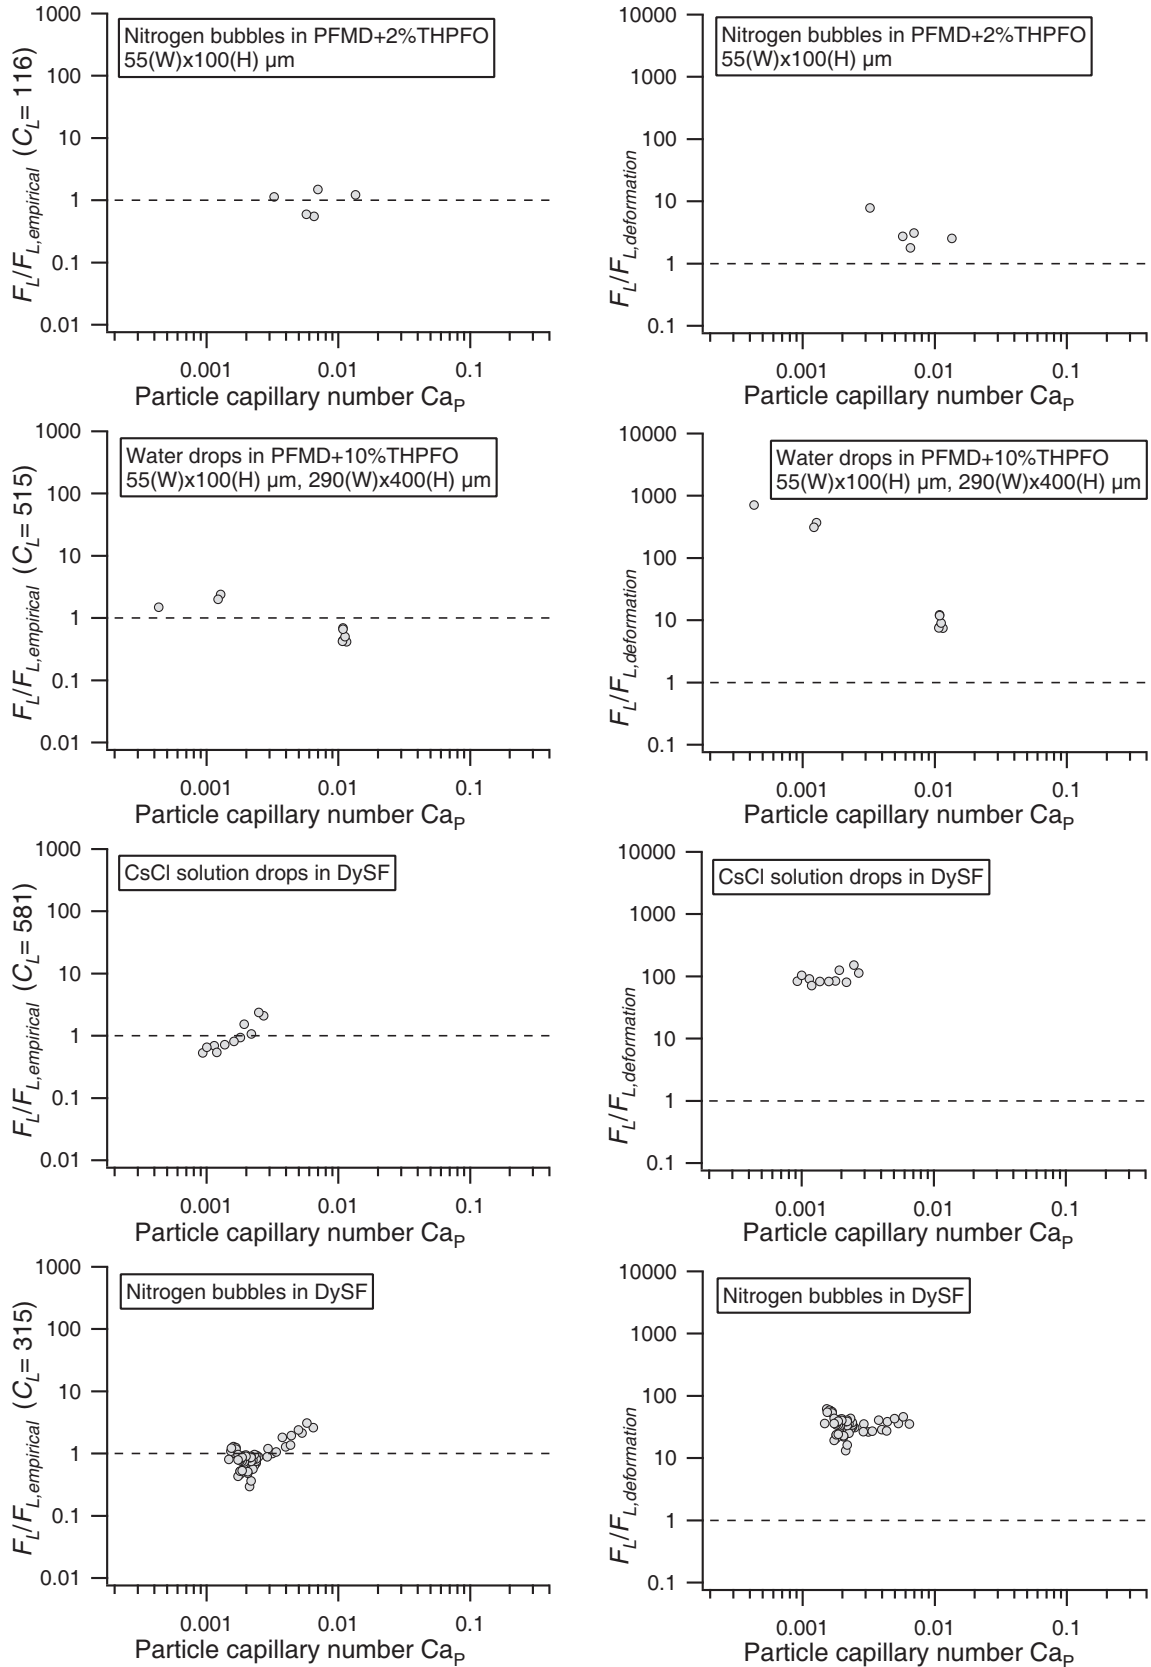 1000
100
10
1
0.1
0.01
F_L/F_L,empirical (C_L= 116)
Nitrogen bubbles in PFMD+2%THPFO
55(W)x100(H) µm
0.001
0.01
0.1
Particle capillary number Ca_P
10000
1000
100
10
1
0.1
F_L/F_L,deformation
Nitrogen bubbles in PFMD+2%THPFO
55(W)x100(H) µm
0.001
0.01
0.1
Particle capillary number Ca_P
1000
100
10
1
0.1
0.01
F_L/F_L,empirical (C_L= 515)
Water drops in PFMD+10%THPFO
55(W)x100(H) µm, 290(W)x400(H) µm
0.001
0.01
0.1
Particle capillary number Ca_P
10000
1000
100
10
1
0.1
F_L/F_L,deformation
Water drops in PFMD+10%THPFO
55(W)x100(H) µm, 290(W)x400(H) µm
0.001
0.01
0.1
Particle capillary number Ca_P
1000
100
10
1
0.1
0.01
F_L/F_L,empirical (C_L= 581)
CsCl solution drops in DySF
0.001
0.01
0.1
Particle capillary number Ca_P
10000
1000
100
10
1
0.1
F_L/F_L,deformation
CsCl solution drops in DySF
0.001
0.01
0.1
Particle capillary number Ca_P
1000
100
10
1
0.1
0.01
F_L/F_L,empirical (C_L= 315)
Nitrogen bubbles in DySF
0.001
0.01
0.1
Particle capillary number Ca_P
10000
1000
100
10
1
0.1
F_L/F_L,deformation
Nitrogen bubbles in DySF
0.001
0.01
0.1
Particle capillary number Ca_P